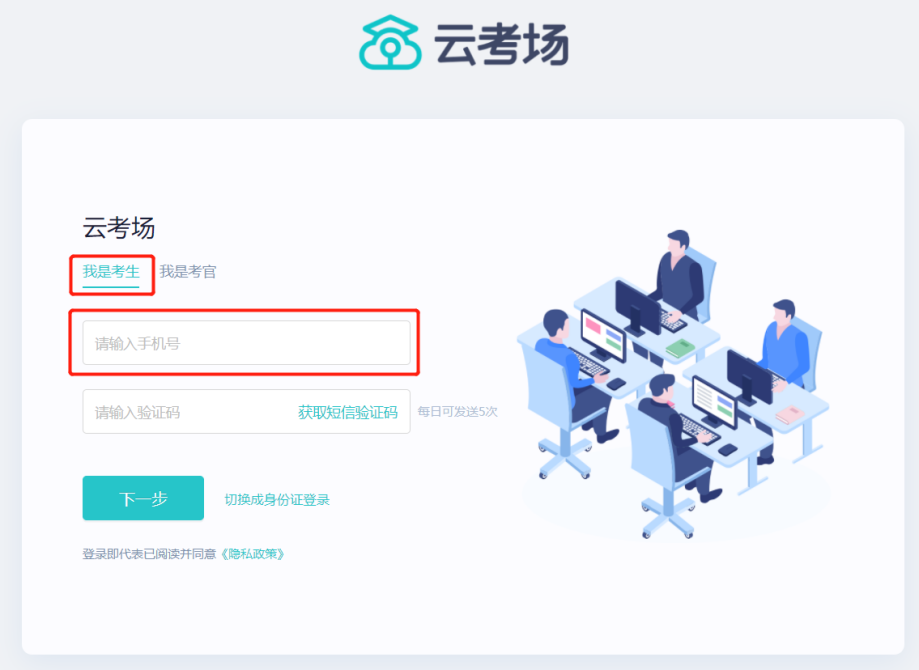 云考场
云考场
我是考生 我是考官
请输入手机号
请输入验证码 获取短信验证码 每日可发送5次
下一步 切换成身份证登录
登录即代表已阅读并同意《隐私政策》